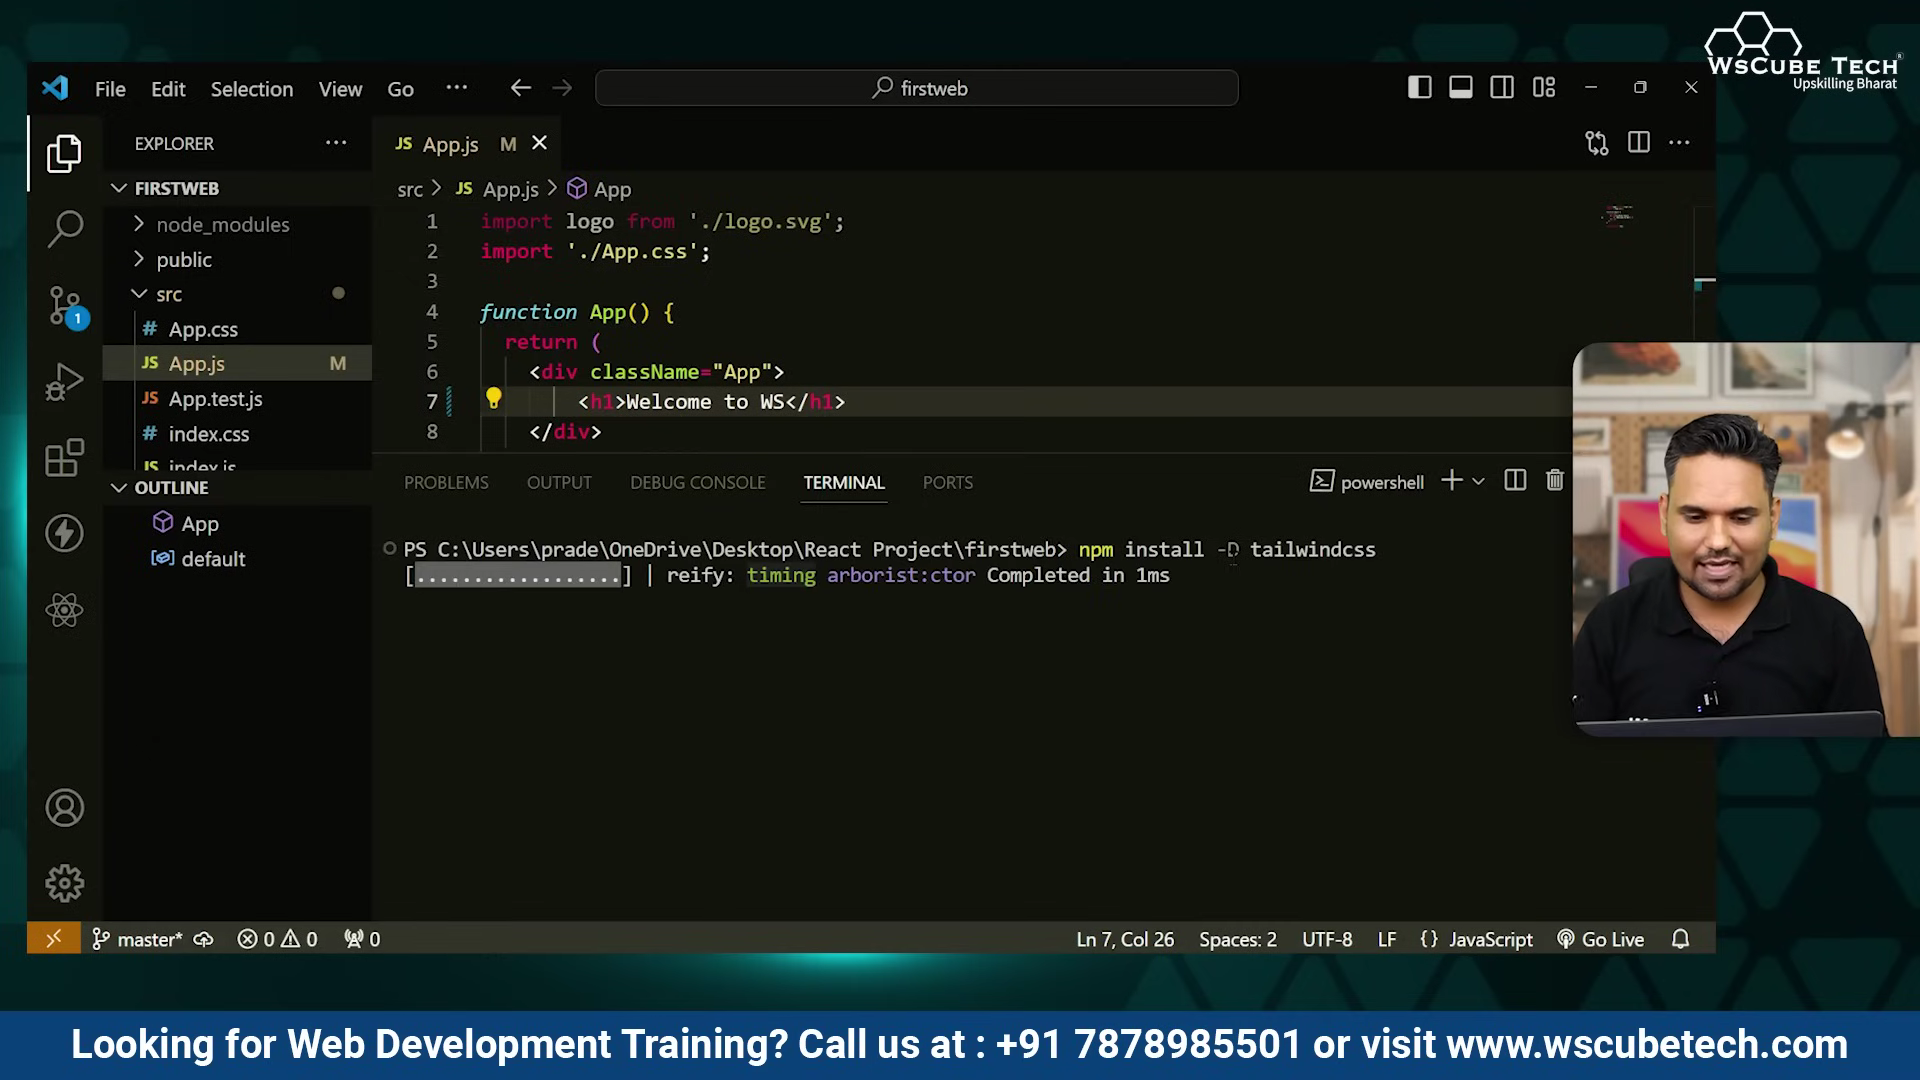 WsCube Tech
Upskilling Bharat
File Edit Selection View Go ··· firstweb
EXPLORER ···
FIRSTWEB
node_modules
public
src
# App.css
JS App.js M
JS App.test.js
# index.css
JS index.js
OUTLINE
App
default
JS App.js M
src > JS App.js > App
1 import logo from './logo.svg';
2 import './App.css';
3
4 function App() {
5 return (
6 <div className="App">
7 <h1>Welcome to WS</h1>
8 </div>
PROBLEMS OUTPUT DEBUG CONSOLE TERMINAL PORTS powershell
PS C:\Users\prade\OneDrive\Desktop\React Project\firstweb> npm install -D tailwindcss
[..................] | reify: timing arborist:ctor Completed in 1ms
1
master* 0 0 0 Ln 7, Col 26 Spaces: 2 UTF-8 LF {} JavaScript Go Live
Looking for Web Development Training? Call us at : +91 7878985501 or visit www.wscubetech.com